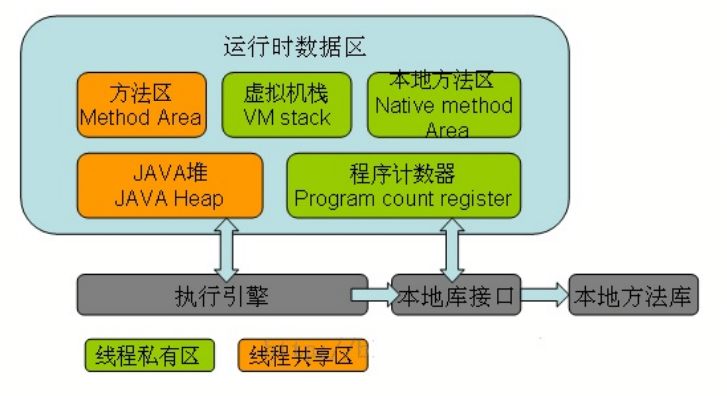 运行时数据区
方法区
Method Area
虚拟机栈
VM stack
本地方法区
Native method
Area
JAVA堆
JAVA Heap
程序计数器
Program count register
执行引擎
本地库接口
本地方法库
线程私有区
线程共享区